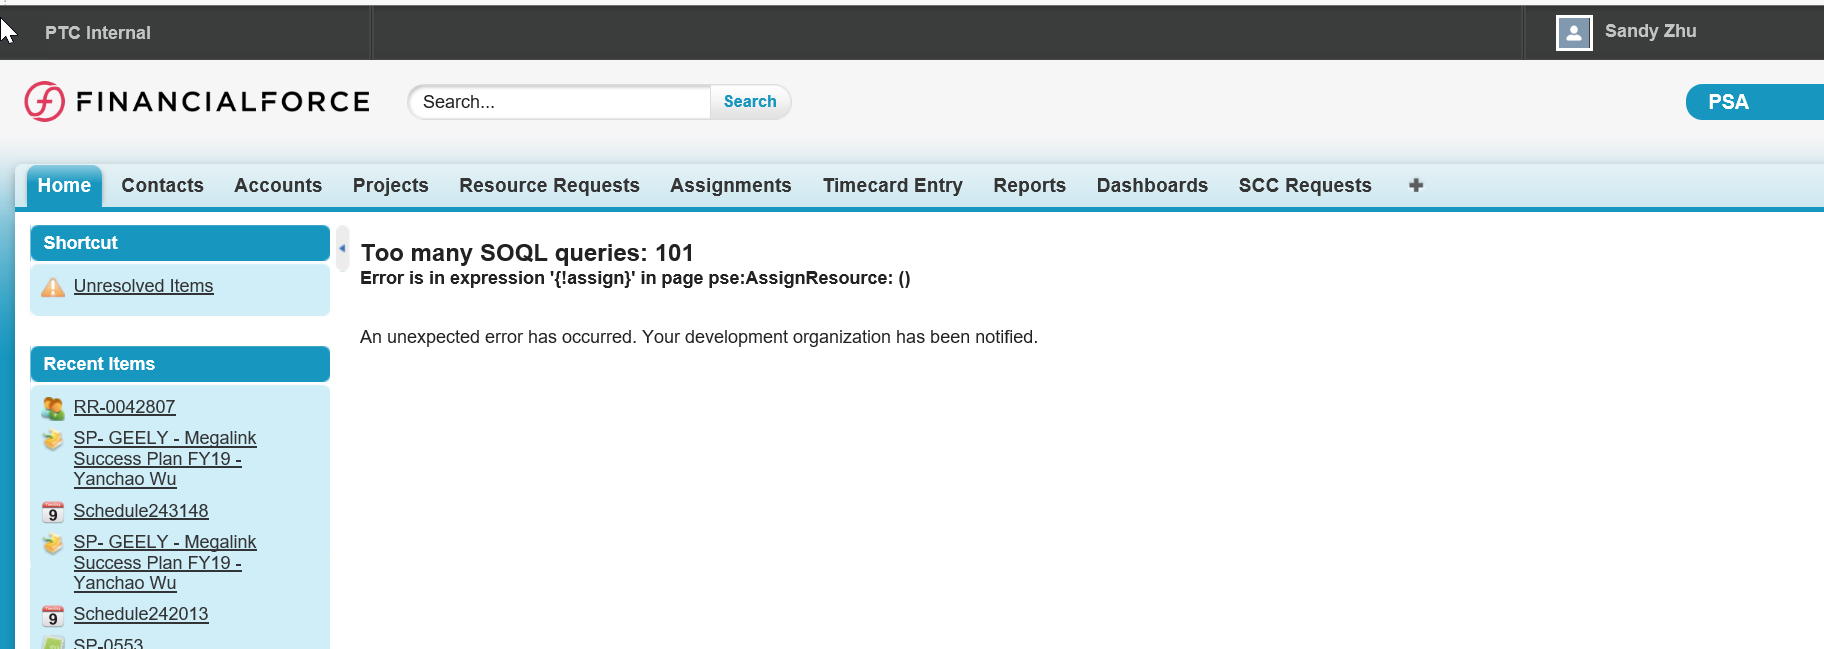 PTC Internal
Sandy Zhu
FINANCIALFORCE
Search...
Search
PSA
Home
Contacts
Accounts
Projects
Resource Requests
Assignments
Timecard Entry
Reports
Dashboards
SCC Requests
Shortcut
Unresolved Items
Recent Items
RR-0042807
SP- GEELY - Megalink
Success Plan FY19 -
Yanchao Wu
9
Schedule243148
SP- GEELY - Megalink
Success Plan FY19 -
Yanchao Wu
9
Schedule242013
SP-0553
Too many SOQL queries: 101
Error is in expression '{!assign}' in page pse:AssignResource: ()
An unexpected error has occurred. Your development organization has been notified.